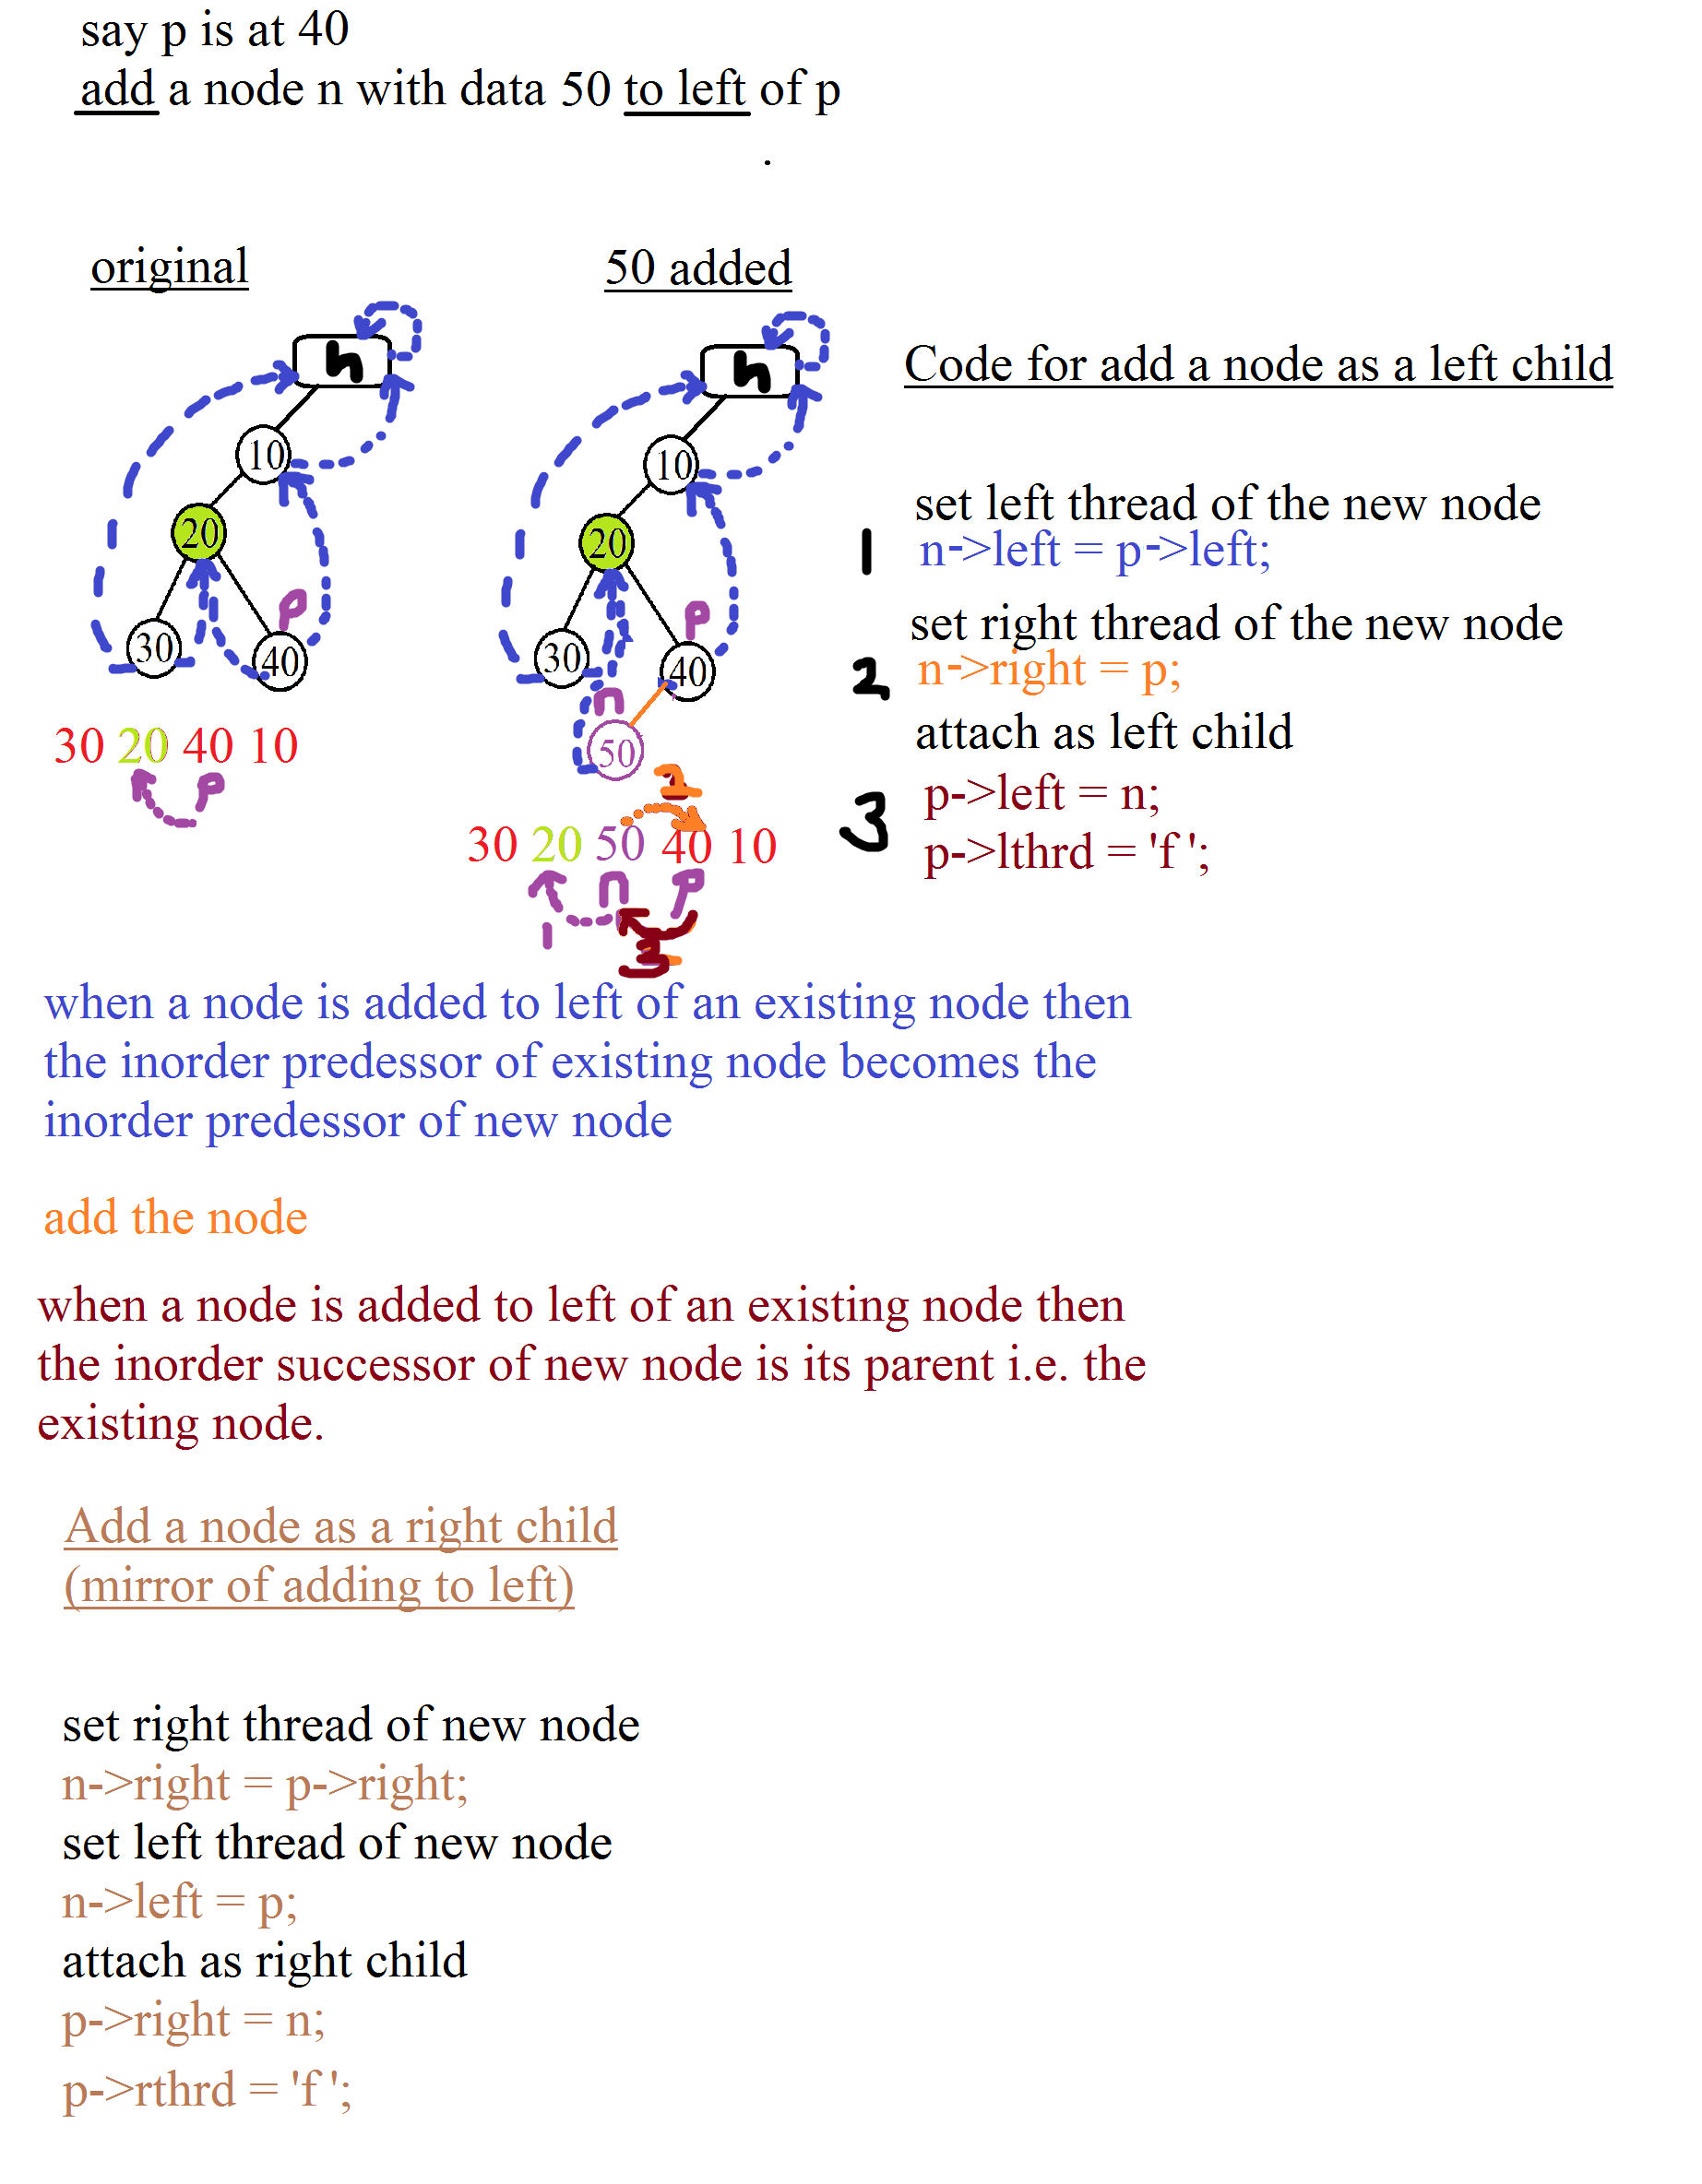 say p is at 40
add a node n with data 50 to left of p
.
original
50 added
h
10
20
p
30
40
30 20 40 10
p
h
10
20
p
30
40
n
50
2
30 20 50 40 10
n p
1
3
Code for add a node as a left child
set left thread of the new node
1 n->left = p->left;
set right thread of the new node
2 n->right = p;
attach as left child
3 p->left = n;
p->lthrd = 'f ';
when a node is added to left of an existing node then
the inorder predessor of existing node becomes the
inorder predessor of new node
add the node
when a node is added to left of an existing node then
the inorder successor of new node is its parent i.e. the
existing node.
Add a node as a right child
(mirror of adding to left)
set right thread of new node
n->right = p->right;
set left thread of new node
n->left = p;
attach as right child
p->right = n;
p->rthrd = 'f ';